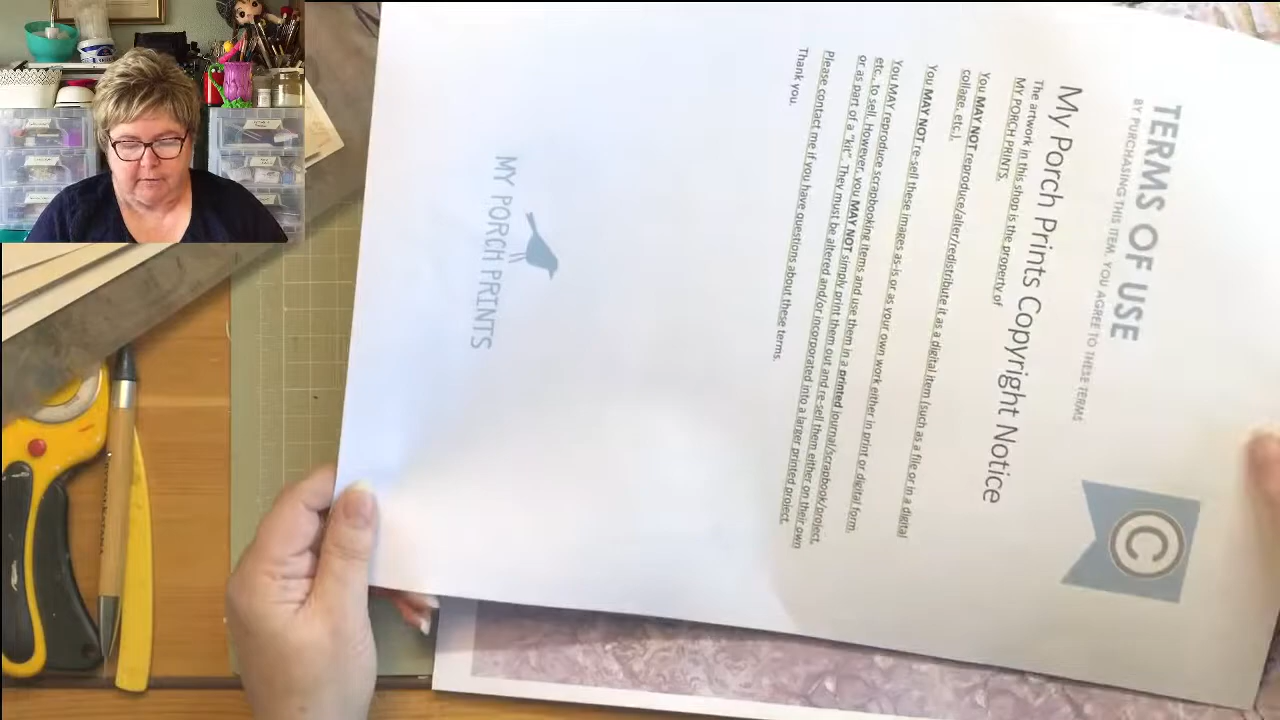 TERMS OF USE
BY PURCHASING THIS ITEM, YOU AGREE TO THESE TERMS
C
My Porch Prints Copyright Notice
The artwork in this shop is the property of
MY PORCH PRINTS.
You MAY NOT reproduce/alter/redistribute it as a digital item (such as a file or in a digital
collage, etc.).
You MAY NOT re-sell these images as-is or as your own work either in print or digital form.
You MAY reproduce scrapbooking items and use them in a printed journal/scrapbook/project,
etc., to sell. However, you MAY NOT simply print them out and re-sell them either on their own
or as part of a "kit". They must be altered and/or incorporated into a larger printed project.
Please contact me if you have questions about these terms.
Thank you.
MY PORCH PRINTS